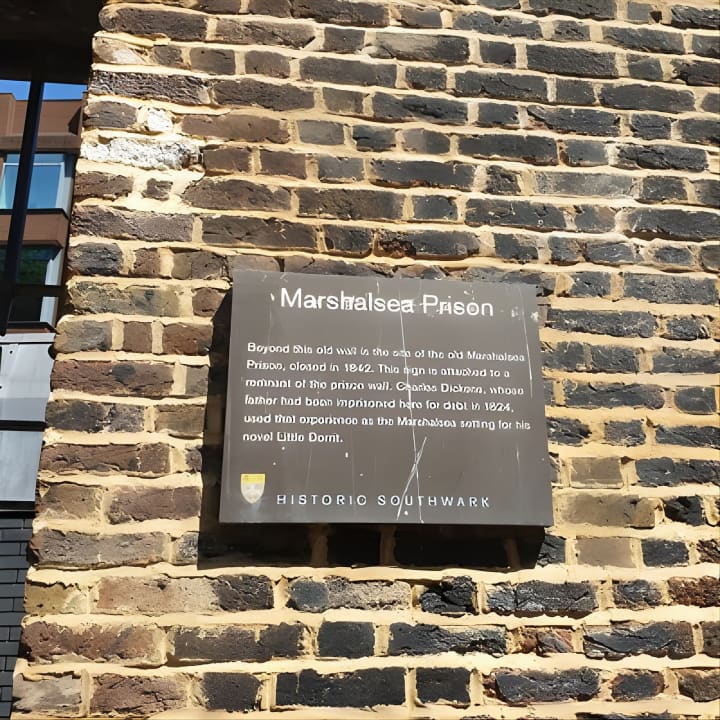 Marshalsea Prison
Beyond this old wall is the site of the old Marshalsea
Prison, closed in 1842. This sign is attached to a
remnant of the prison wall. Charles Dickens, whose
father had been imprisoned here for debt in 1824,
used that experience as the Marshalsea setting for his
novel Little Dorrit.
HISTORIC SOUTHWARK